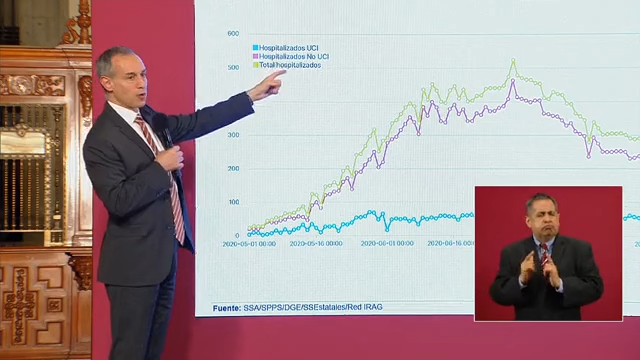 600
Hospitalizados UCI
Hospitalizados No UCI
Total hospitalizados
500
300
200
100
0
2020-05-01 00:00
2020-05-16 00:00
2020-06-01 00:00
2020-06-16 00:00
Fuente: SSA/SPPS/DGE/SSEstatales/Red IRAG